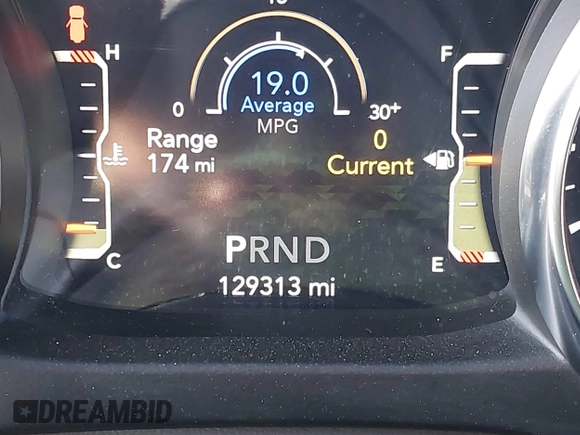 H
F
0
19.0
Average
MPG
30+
Range
174 mi
0
Current
C
E
PRND
129313 mi
DREAMBID